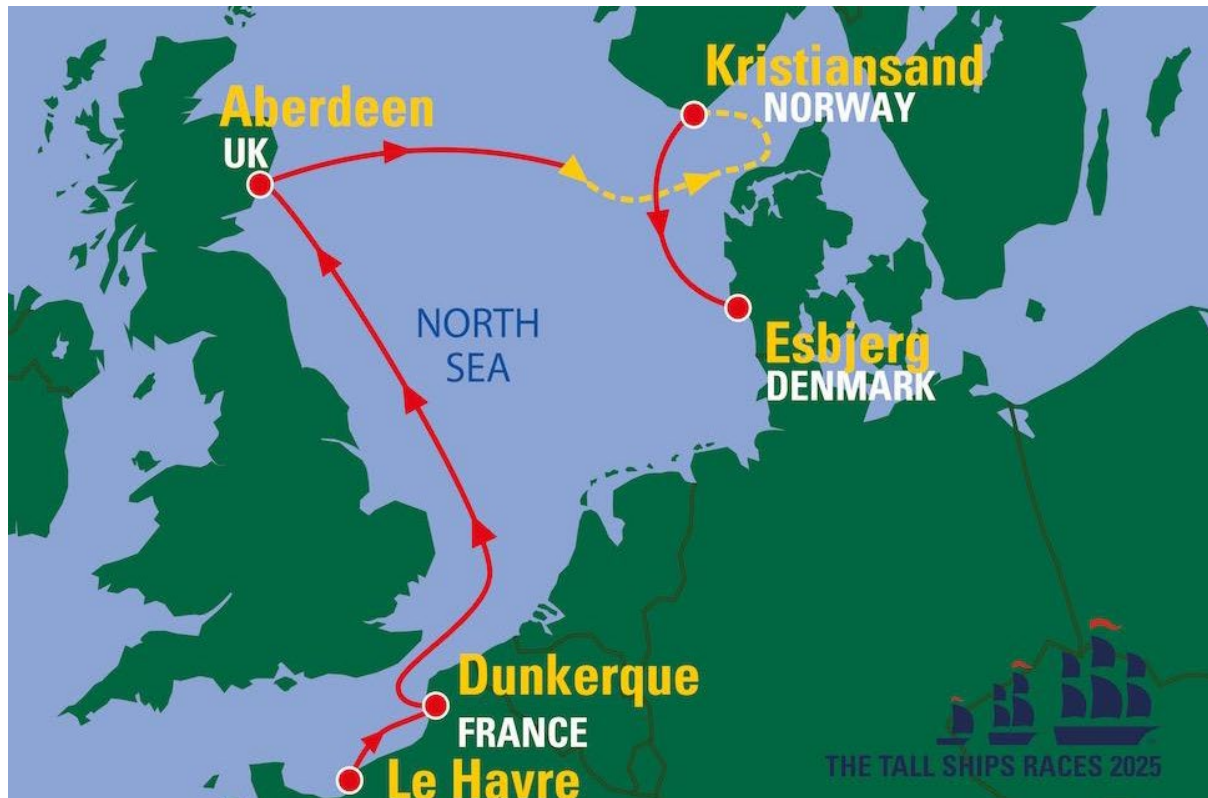 Kristiansand
NORWAY
Aberdeen
UK
NORTH
SEA
Esbjerg
DENMARK
Dunkerque
FRANCE
Le Havre
THE TALL SHIPS RACES 2025